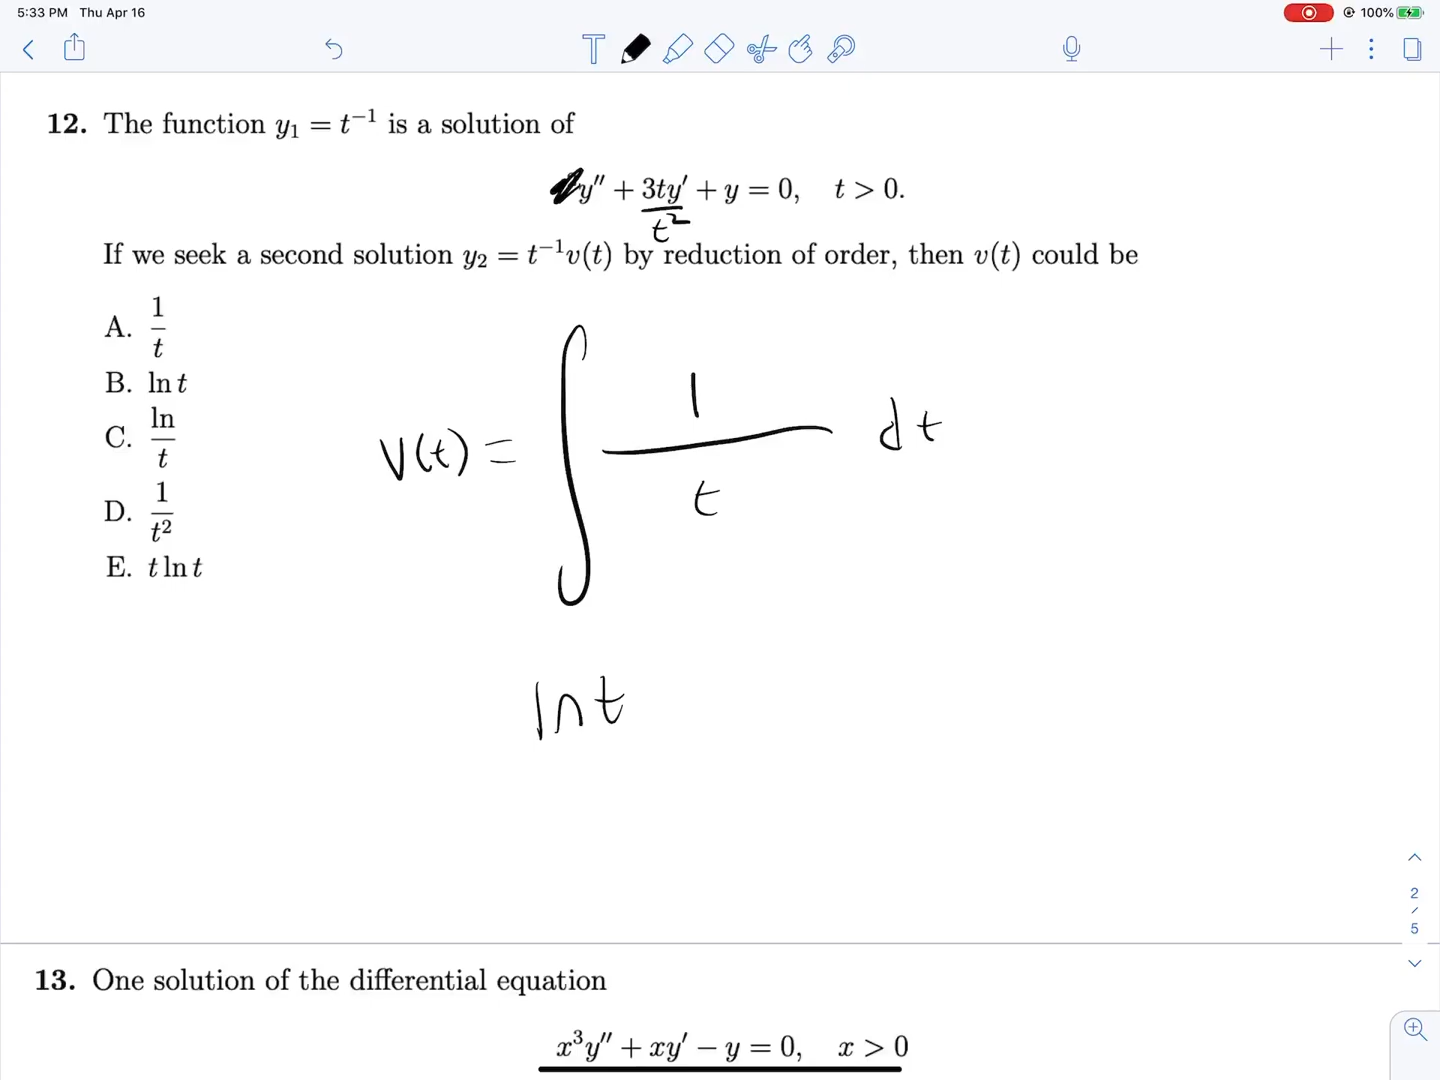 5:33 PM Thu Apr 16
100%
T
12. The function y₁ = t⁻¹ is a solution of
y″ + 3ty′ + y = 0, t > 0.
t²
If we seek a second solution y₂ = t⁻¹v(t) by reduction of order, then v(t) could be
A. 1/t
B. ln t
C. ln/t
D. 1/t²
E. t ln t
v(t) = ∫ 1/t dt
ln t
2
/
5
13. One solution of the differential equation
x³y″ + xy′ − y = 0, x > 0